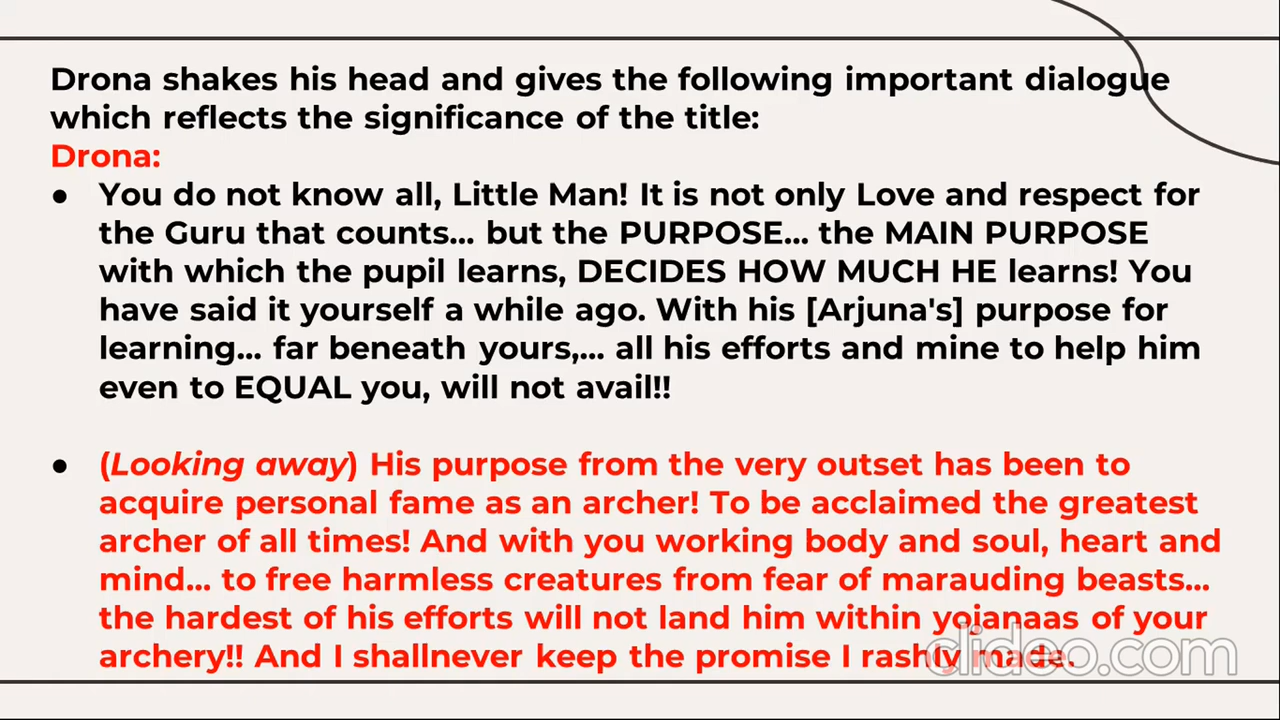 Drona shakes his head and gives the following important dialogue
which reflects the significance of the title:
Drona:
● You do not know all, Little Man! It is not only Love and respect for
the Guru that counts... but the PURPOSE... the MAIN PURPOSE
with which the pupil learns, DECIDES HOW MUCH HE learns! You
have said it yourself a while ago. With his [Arjuna's] purpose for
learning... far beneath yours,... all his efforts and mine to help him
even to EQUAL you, will not avail!!
● (Looking away) His purpose from the very outset has been to
acquire personal fame as an archer! To be acclaimed the greatest
archer of all times! And with you working body and soul, heart and
mind... to free harmless creatures from fear of marauding beasts...
the hardest of his efforts will not land him within yojanaas of your
archery!! And I shallnever keep the promise I rashly made.
clideo.com